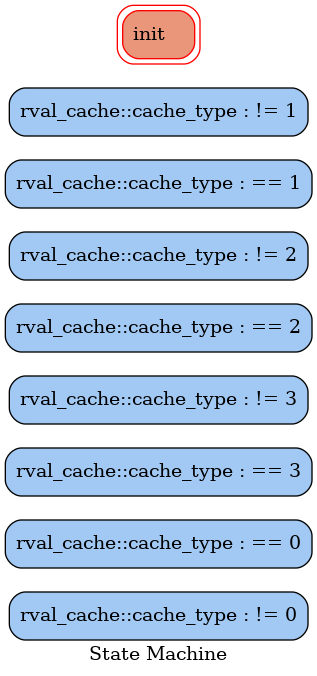 init
rval_cache::cache_type : != 1
rval_cache::cache_type : == 1
rval_cache::cache_type : != 2
rval_cache::cache_type : == 2
rval_cache::cache_type : != 3
rval_cache::cache_type : == 3
rval_cache::cache_type : == 0
rval_cache::cache_type : != 0
State Machine